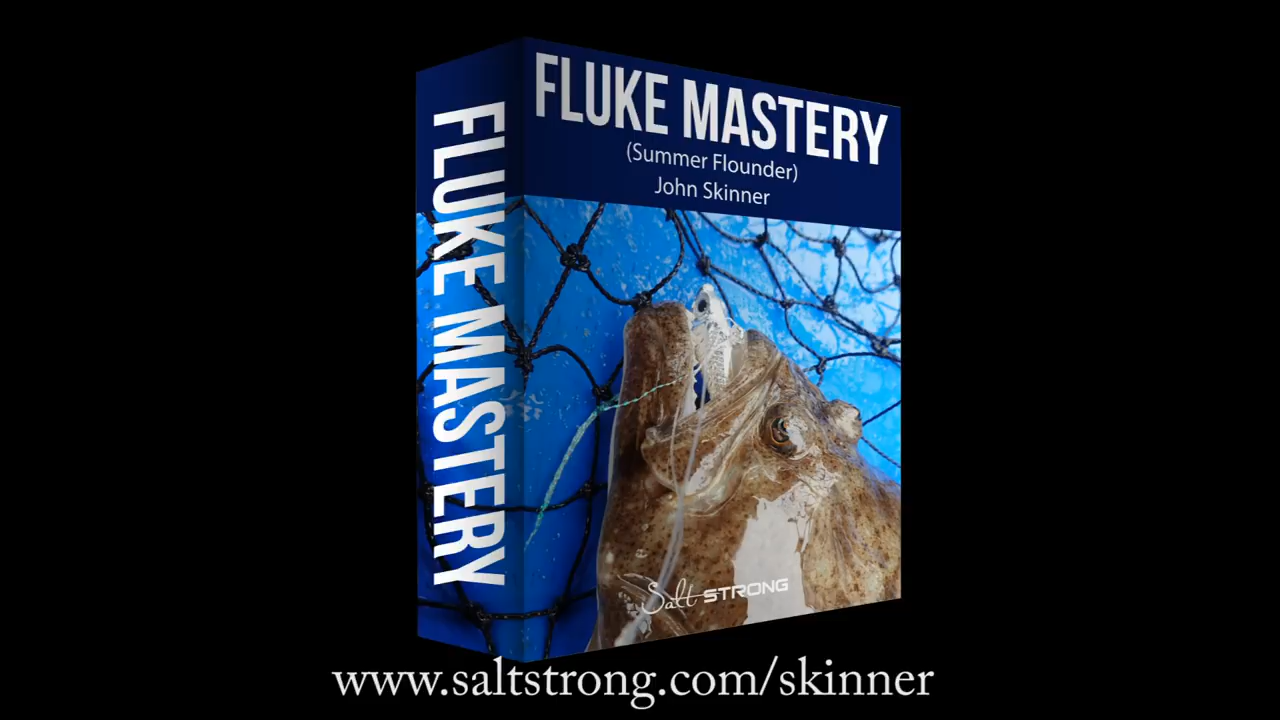 FLUKE MASTERY
FLUKE MASTERY
(Summer Flounder)
John Skinner
Salt STRONG
www.saltstrong.com/skinner